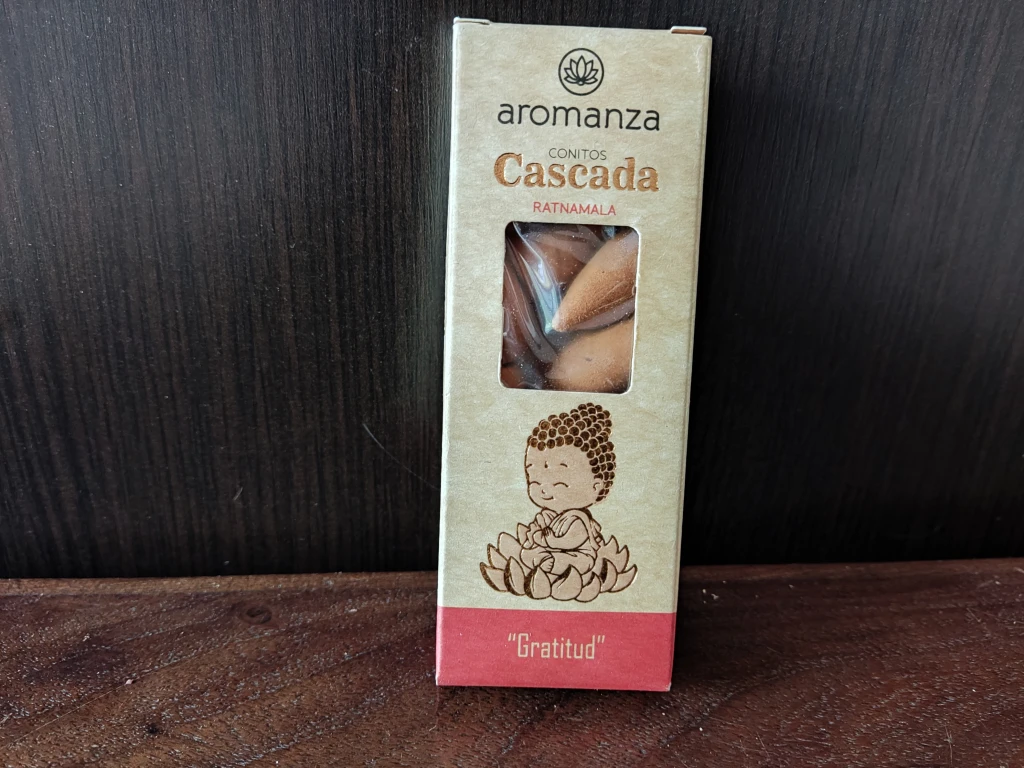 aromanza
CONITOS
Cascada
RATNAMALA
"Gratitud"